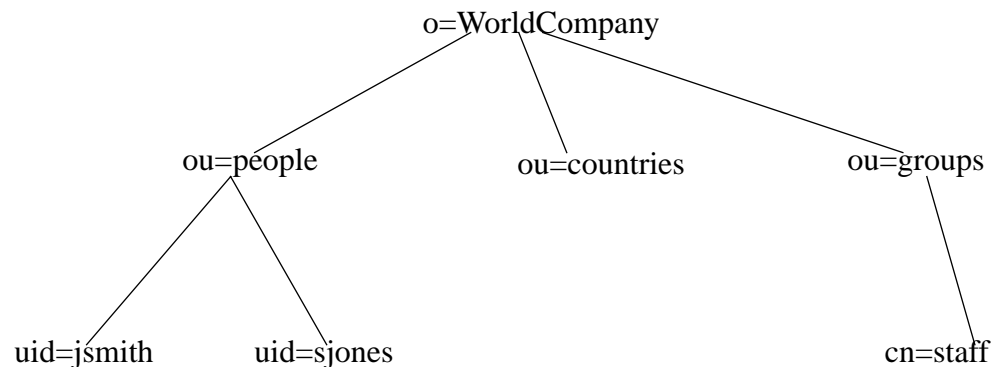 o=WorldCompany
ou=people
ou=countries
ou=groups
uid=jsmith
uid=sjones
cn=staff